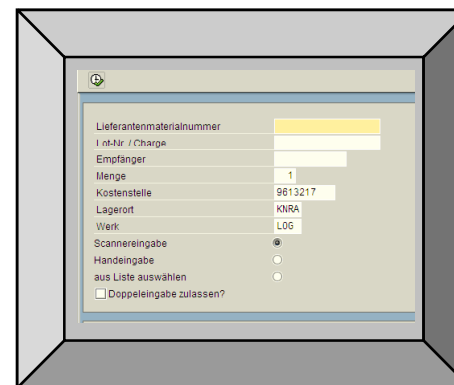 Lieferantenmaterialnummer
Lot-Nr. / Charge
Empfänger
Menge 1
Kostenstelle 9613217
Lagerort KNRA
Werk LOG
Scannereingabe
Handeingabe
aus Liste auswählen
Doppeleingabe zulassen?